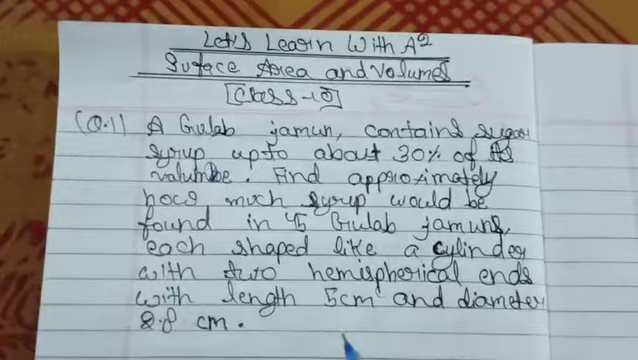 Let's Learn With A²
Surface Area and Volumes
[Class-10]
(Q.1) A Gulab jamun, contains sugar
syrup upto about 30% of its
volumbe. Find approximately
how much syrup would be
found in 45 Gulab jamuns,
each shaped like a cylinder
with two hemispherical ends
with length 5cm and diameter
2.8 cm.